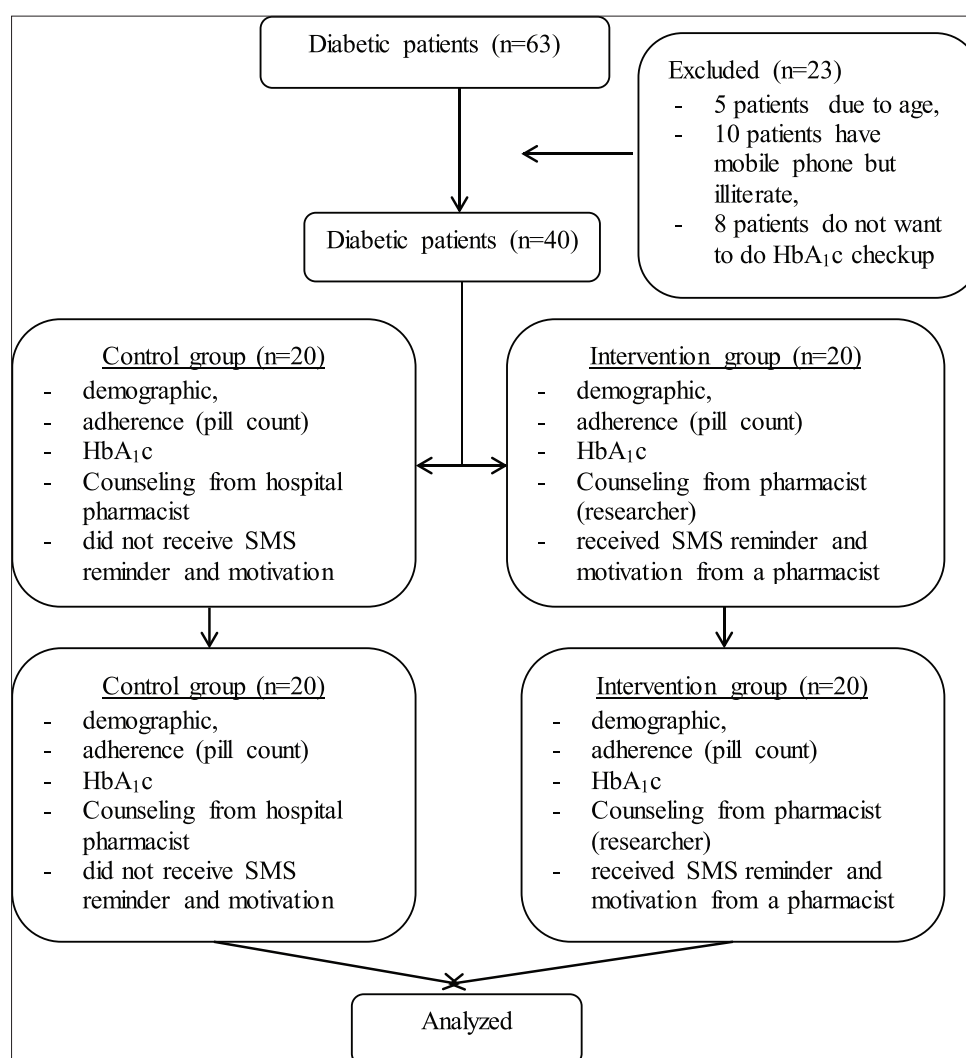 Diabetic patients (n=63)
Excluded (n=23)
- 5 patients due to age,
- 10 patients have
mobile phone but
illiterate,
- 8 patients do not want
to do HbA₁c checkup
Diabetic patients (n=40)
Control group (n=20)
- demographic,
- adherence (pill count)
- HbA₁c
- Counseling from hospital
pharmacist
- did not receive SMS
reminder and motivation
Intervention group (n=20)
- demographic,
- adherence (pill count)
- HbA₁c
- Counseling from pharmacist
(researcher)
- received SMS reminder and
motivation from a pharmacist
Control group (n=20)
- demographic,
- adherence (pill count)
- HbA₁c
- Counseling from hospital
pharmacist
- did not receive SMS
reminder and motivation
Intervention group (n=20)
- demographic,
- adherence (pill count)
- HbA₁c
- Counseling from pharmacist
(researcher)
- received SMS reminder and
motivation from a pharmacist
Analyzed